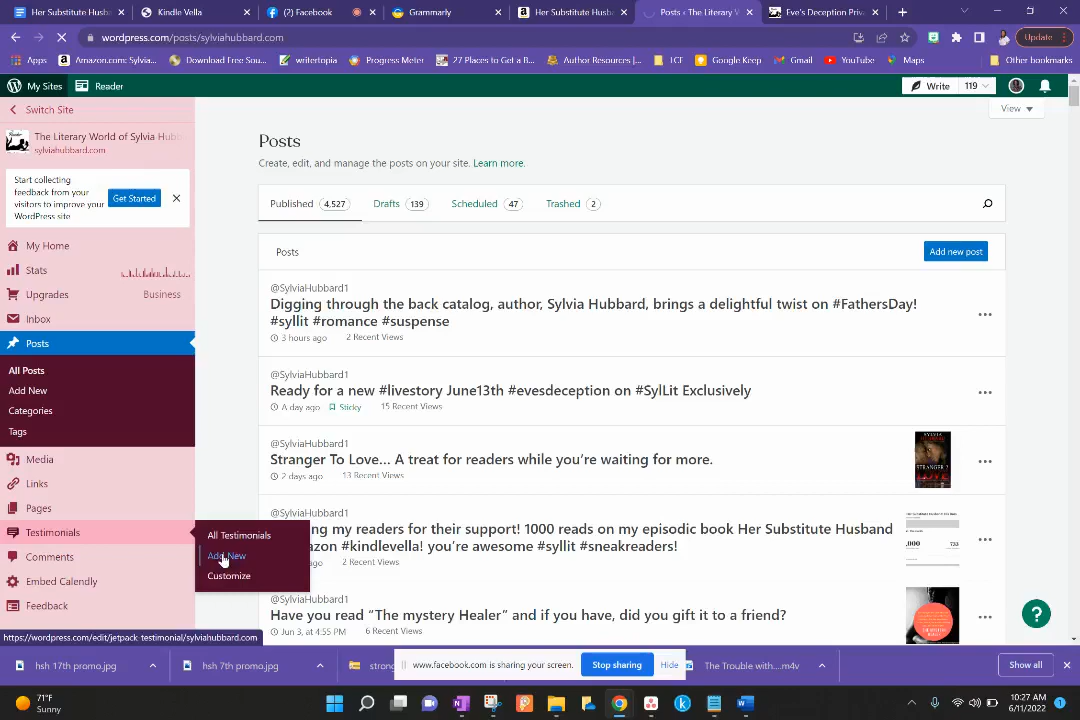 Her Substitute Husb
Kindle Vella
(2) Facebook
Grammarly
Her Substitute Husb
Posts ‹ The Literary V
Eve's Deception Priv
wordpress.com/posts/sylviahubbard.com
Update
Apps
Amazon.com: Sylvia...
Download Free Sou...
writertopia
Progress Meter
27 Places to Get a B...
Author Resources |...
Google Keep
Gmail
YouTube
Maps
Other bookmarks
My Sites
Reader
Write
119
Switch Site
View
The Literary World of Sylvia Hubb
sylviahubbard.com
Posts
Create, edit, and manage the posts on your site. Learn more.
Start collecting
feedback from your
visitors to improve your
WordPress site
Get Started
Published 4,527
Drafts 139
Scheduled 47
Trashed 2
My Home
Stats
Upgrades
Business
Inbox
Posts
All Posts
Add New
Categories
Tags
Media
Links
Pages
Testimonials
Comments
Embed Calendly
Feedback
All Testimonials
Add New
Customize
Posts
Add new post
@SylviaHubbard1
Digging through the back catalog, author, Sylvia Hubbard, brings a delightful twist on #FathersDay!
#syllit #romance #suspense
3 hours ago
2 Recent Views
@SylviaHubbard1
Ready for a new #livestory June13th #evesdeception on #SylLit Exclusively
A day ago
Sticky
15 Recent Views
@SylviaHubbard1
Stranger To Love… A treat for readers while you're waiting for more.
2 days ago
13 Recent Views
STRANGER 2
LOVE
@SylviaHubbard1
ng my readers for their support! 1000 reads on my episodic book Her Substitute Husband
azon #kindlevella! you're awesome #syllit #sneakreaders!
ago
2 Recent Views
,000
733
@SylviaHubbard1
Have you read "The mystery Healer" and if you have, did you gift it to a friend?
Jun 3, at 4:55 PM
6 Recent Views
https://wordpress.com/edit/jetpack-testimonial/sylviahubbard.com
hsh 17th promo.jpg
hsh 7th promo.jpg
www.facebook.com is sharing your screen.
Stop sharing
Hide
The Trouble with....m4v
Show all
71°F
Sunny
10:27 AM
6/11/2022